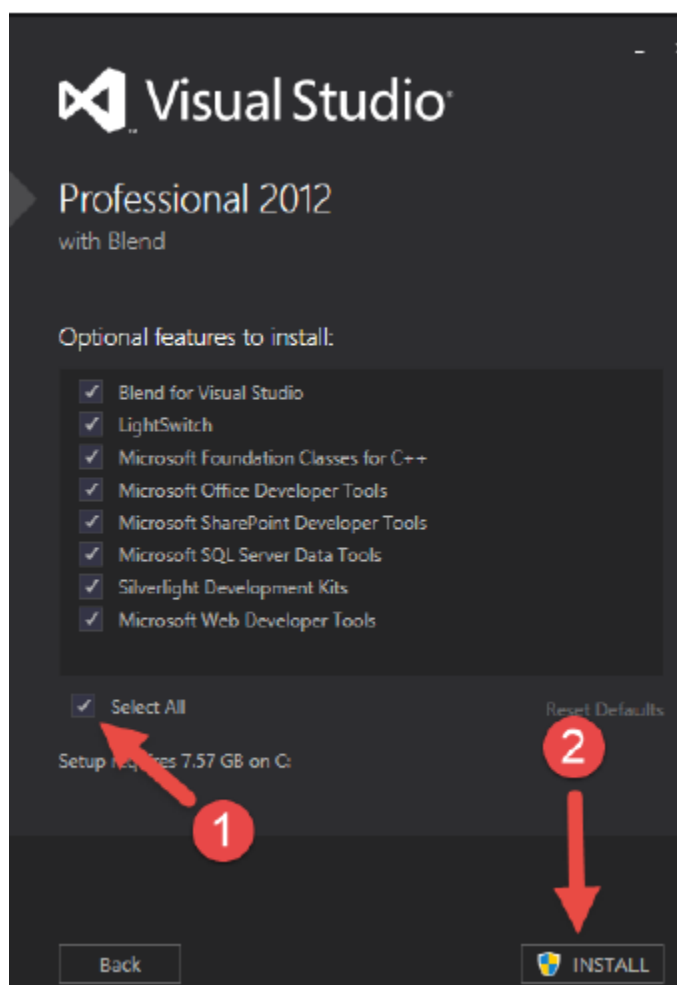 Visual Studio
Professional 2012
with Blend
Optional features to install:
Blend for Visual Studio
LightSwitch
Microsoft Foundation Classes for C++
Microsoft Office Developer Tools
Microsoft SharePoint Developer Tools
Microsoft SQL Server Data Tools
Silverlight Development Kits
Microsoft Web Developer Tools
Select All
Reset Defaults
2
Setup requires 7.57 GB on C:
1
Back
INSTALL